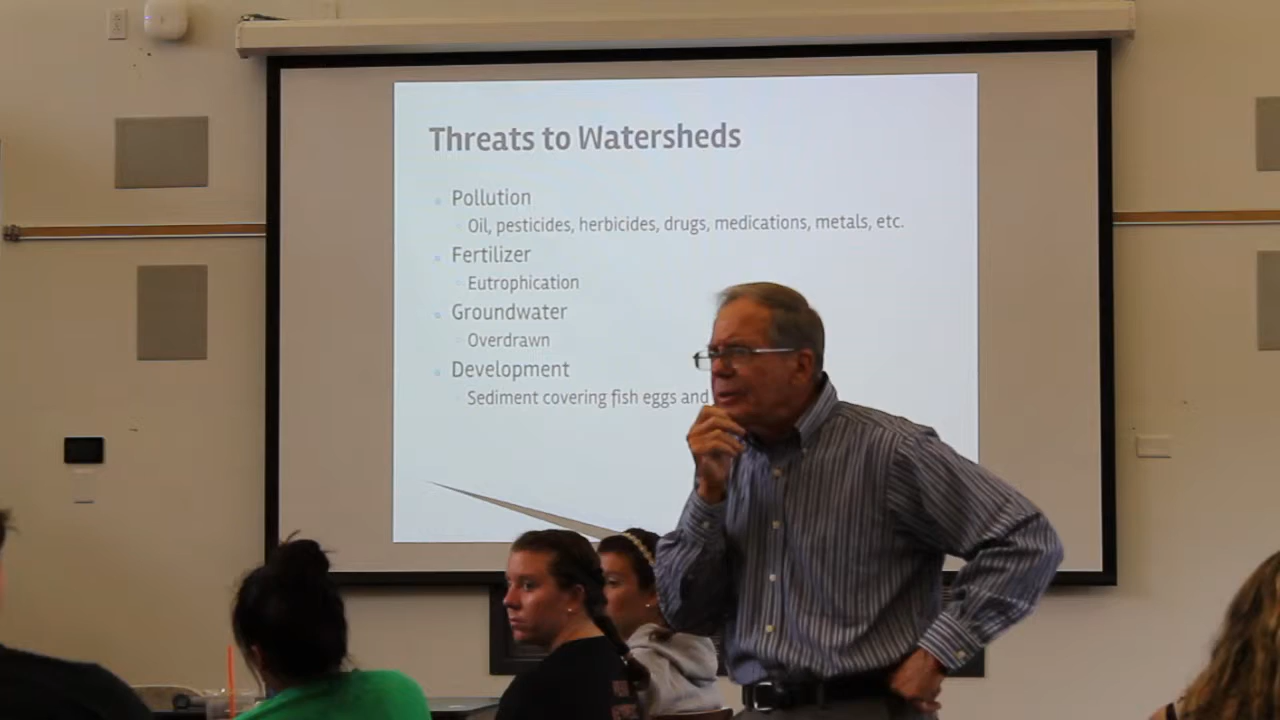 Threats to Watersheds
Pollution
Oil, pesticides, herbicides, drugs, medications, metals, etc.
Fertilizer
Eutrophication
Groundwater
Overdrawn
Development
Sediment covering fish eggs and